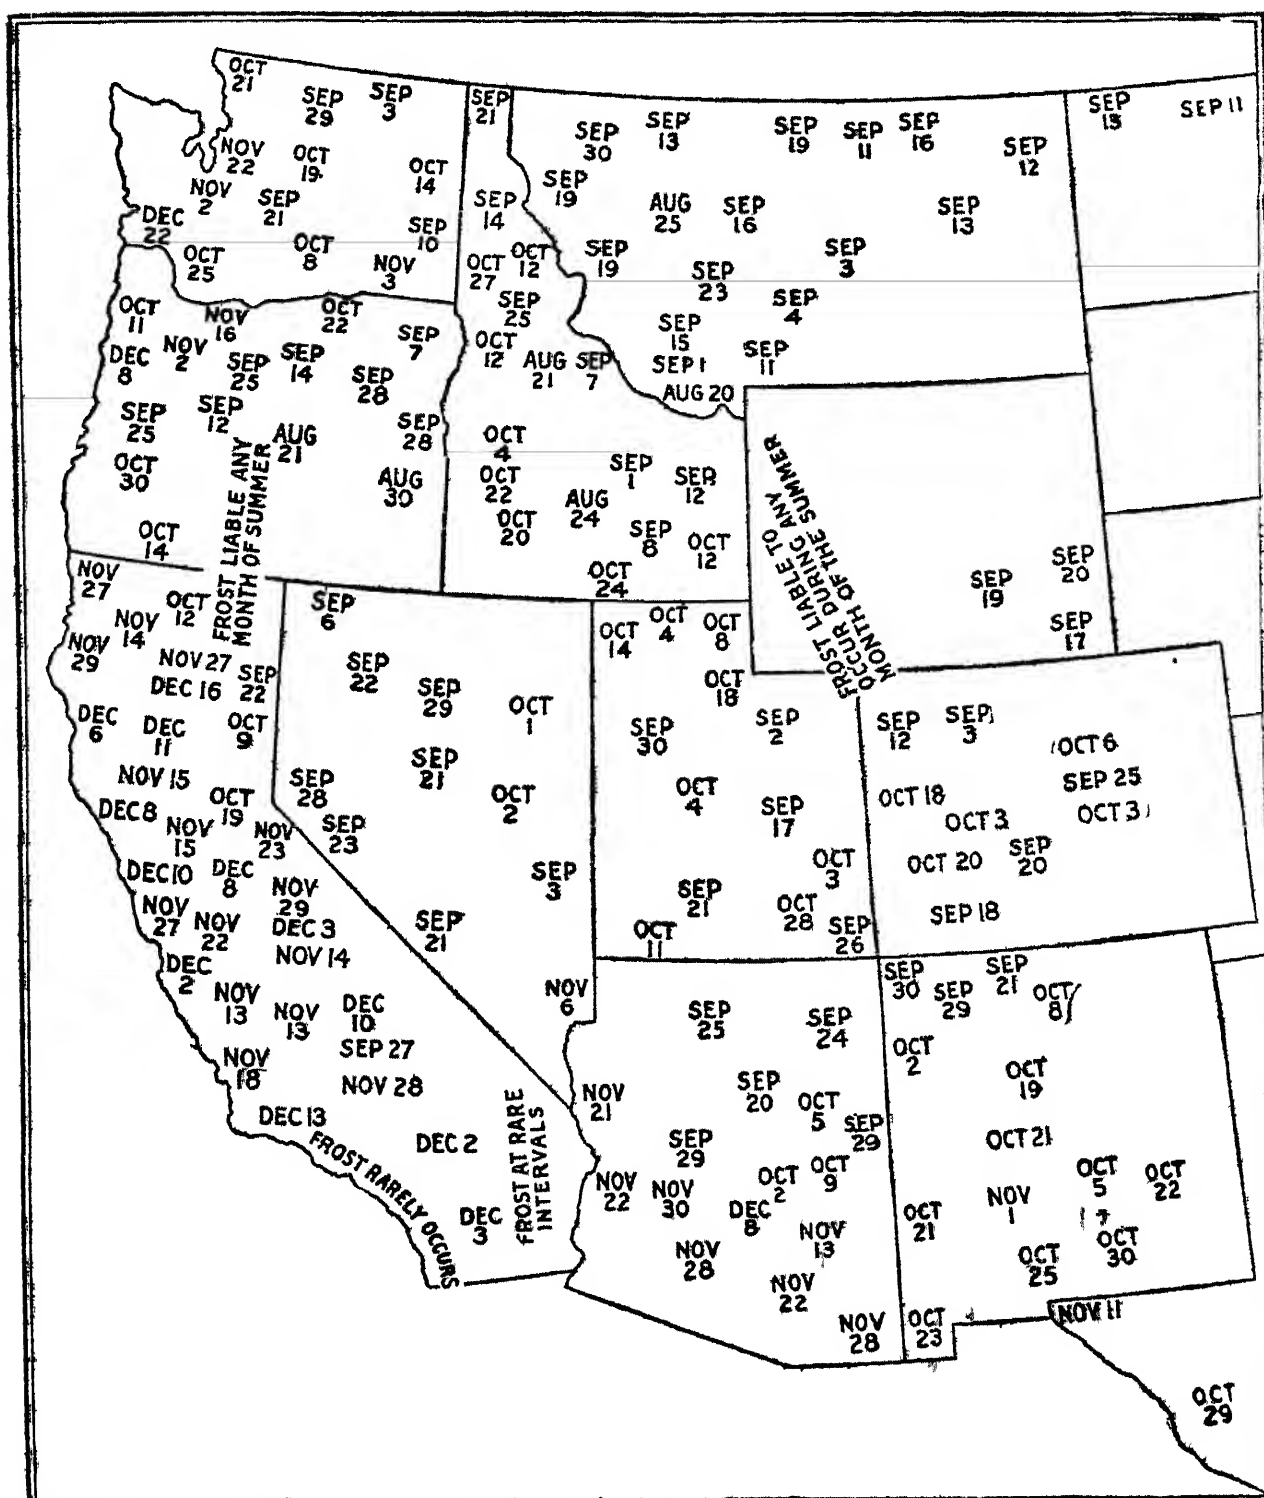 OCT
21
SEP
29
SEP
3
NOV
22
OCT
19
OCT
14
NOV
2
SEP
21
DEC
22
SEP
10
OCT
25
OCT
8
NOV
3
SEP
21
SEP
14
OCT
27
OCT
12
SEP
25
OCT
12
AUG
21
SEP
7
OCT
4
OCT
22
OCT
20
AUG
24
SEP
1
SEP
12
SEP
8
OCT
12
OCT
24
SEP
30
SEP
13
SEP
19
SEP
11
SEP
16
SEP
12
SEP
19
AUG
25
SEP
16
SEP
13
SEP
19
SEP
23
SEP
3
SEP
4
SEP
15
SEP 1
SEP
11
AUG 20
SEP
13
SEP 11
OCT
11
NOV
16
OCT
22
SEP
7
DEC
8
NOV
2
SEP
25
SEP
14
SEP
28
SEP
25
SEP
12
AUG
21
SEP
28
OCT
30
AUG
30
OCT
14
FROST LIABLE ANY
MONTH OF SUMMER
FROST LIABLE TO
OCCUR DURING ANY
MONTH OF THE SUMMER
SEP
19
SEP
20
SEP
17
NOV
27
OCT
12
NOV
14
NOV
29
NOV 27
DEC 16
SEP
22
DEC
6
DEC
11
OCT
9
NOV 15
DEC 8
OCT
19
NOV
15
NOV
23
DEC 10
DEC
8
NOV
29
NOV
27
NOV
22
DEC 3
NOV 14
DEC
2
NOV
13
NOV
13
DEC
10
SEP 27
NOV
18
NOV 28
DEC 13
DEC 2
DEC
3
FROST RARELY OCCURS
FROST AT RARE
INTERVALS
SEP
6
SEP
22
SEP
29
OCT
1
SEP
21
SEP
28
OCT
2
SEP
23
SEP
3
SEP
21
NOV
6
OCT
14
OCT
4
OCT
8
OCT
18
SEP
30
SEP
2
OCT
4
SEP
17
OCT
3
SEP
21
OCT
28
OCT
11
SEP
26
SEP
12
SEP
3
OCT 6
SEP 25
OCT 18
OCT 3
OCT 3
OCT 20
SEP
20
SEP 18
SEP
25
SEP
24
NOV
21
SEP
20
OCT
5
SEP
29
SEP
29
NOV
22
NOV
30
OCT
2
OCT
9
DEC
8
NOV
28
NOV
13
NOV
22
NOV
28
SEP
30
SEP
29
SEP
21
OCT
8
OCT
2
OCT
19
OCT 21
OCT
21
NOV
1
OCT
5
OCT
22
OCT
25
OCT
30
OCT
23
NOV 11
OCT
29